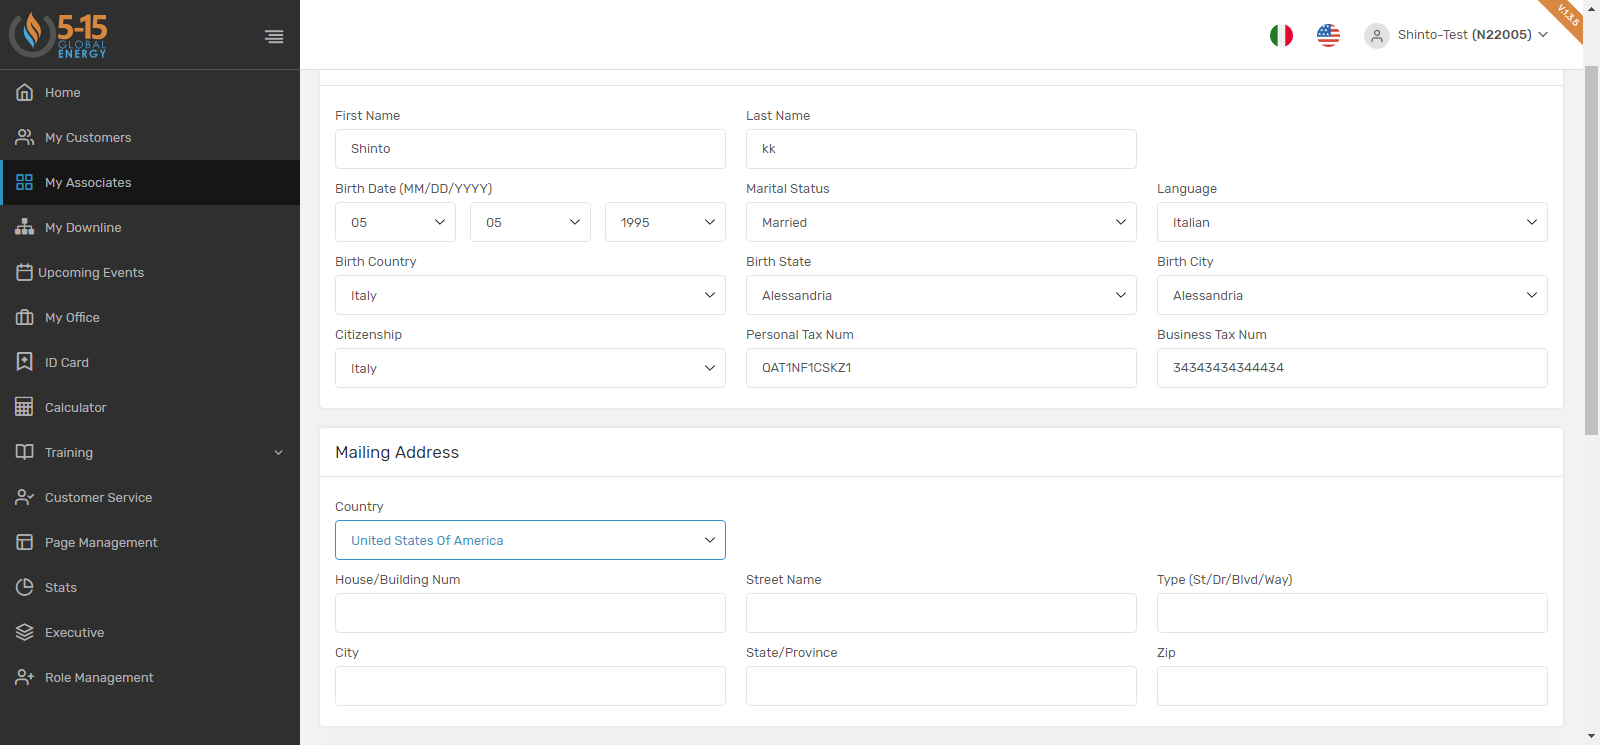 5-15
GLOBAL
ENERGY
Home
My Customers
My Associates
My Downline
Upcoming Events
My Office
ID Card
Calculator
Training
Customer Service
Page Management
Stats
Executive
Role Management
Shinto-Test (N22005)
V.1.3.5
First Name
Last Name
Shinto
kk
Birth Date (MM/DD/YYYY)
Marital Status
Language
05
05
1995
Married
Italian
Birth Country
Birth State
Birth City
Italy
Alessandria
Alessandria
Citizenship
Personal Tax Num
Business Tax Num
Italy
QAT1NF1CSKZ1
34343434344434
Mailing Address
Country
United States Of America
House/Building Num
Street Name
Type (St/Dr/Blvd/Way)
City
State/Province
Zip